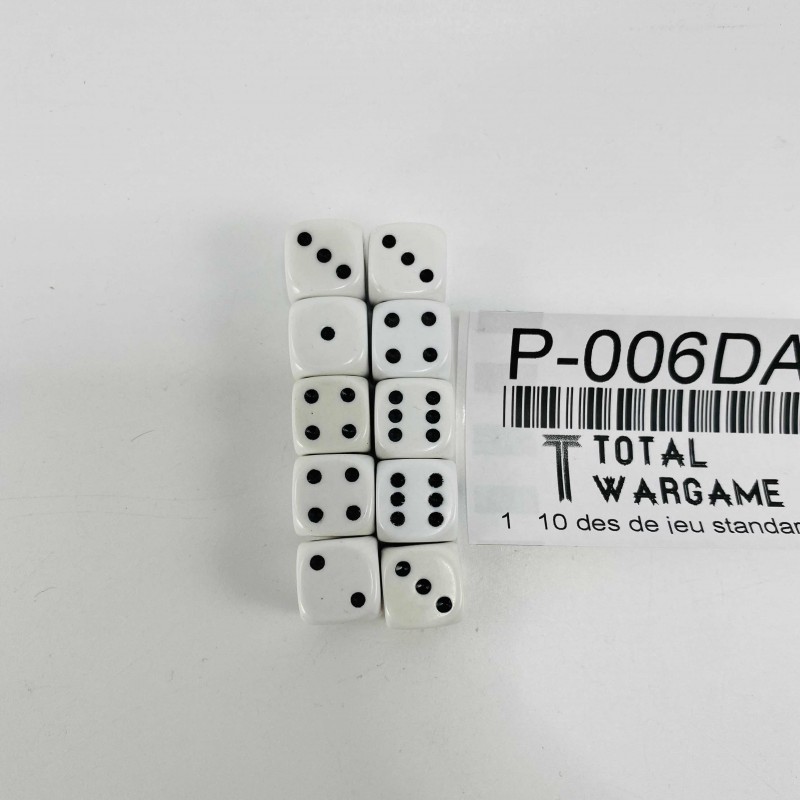 P-006DA
TOTAL
WARGAME
1 10 des de jeu standar